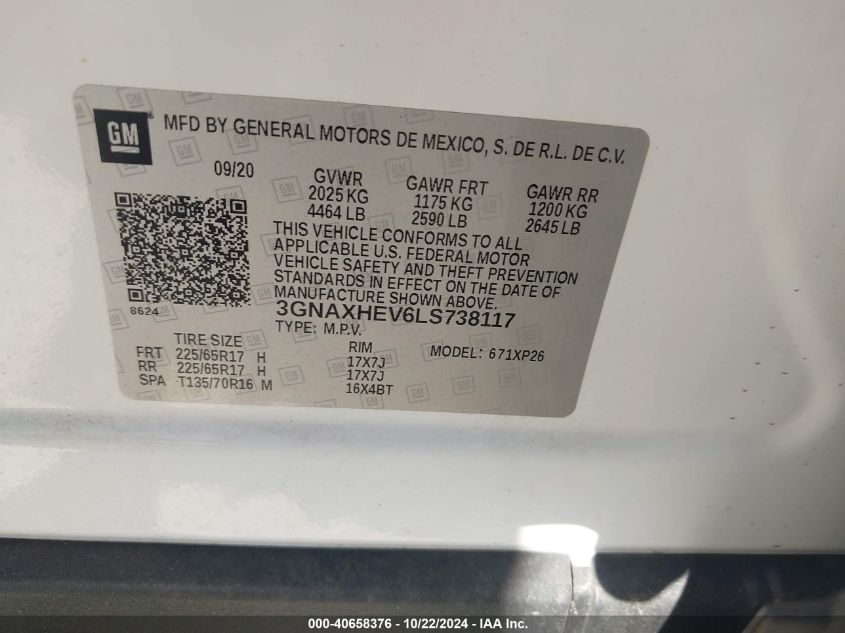 GM
MFD BY GENERAL MOTORS DE MEXICO, S. DE R.L. DE C.V.
09/20
GVWR GAWR FRT GAWR RR
2025 KG 1175 KG 1200 KG
4464 LB 2590 LB 2645 LB
THIS VEHICLE CONFORMS TO ALL
APPLICABLE U.S. FEDERAL MOTOR
VEHICLE SAFETY AND THEFT PREVENTION
STANDARDS IN EFFECT ON THE DATE OF
MANUFACTURE SHOWN ABOVE.
8624
3GNAXHEV6LS738117
TYPE: M.P.V.
MODEL: 671XP26
TIRE SIZE RIM
FRT 225/65R17 H 17X7J
RR 225/65R17 H 17X7J
SPA T135/70R16 M 16X4BT
000-40658376 - 10/22/2024 - IAA Inc.